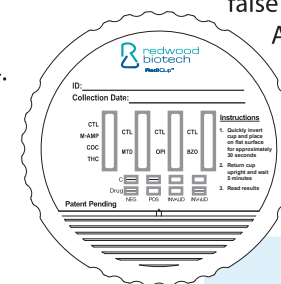 false
A
.
redwood
biotech
RediCup™
ID:
Collection Date:
CTL
M-AMP
COC
THC
CTL
MTD
CTL
OPI
CTL
BZO
Instructions
1. Quickly invert
cup and place
on flat surface
for approximately
30 seconds
2. Return cup
upright and wait
5 minutes
3. Read results
C
Drug
NEG POS INVALID INVALID
Patent Pending